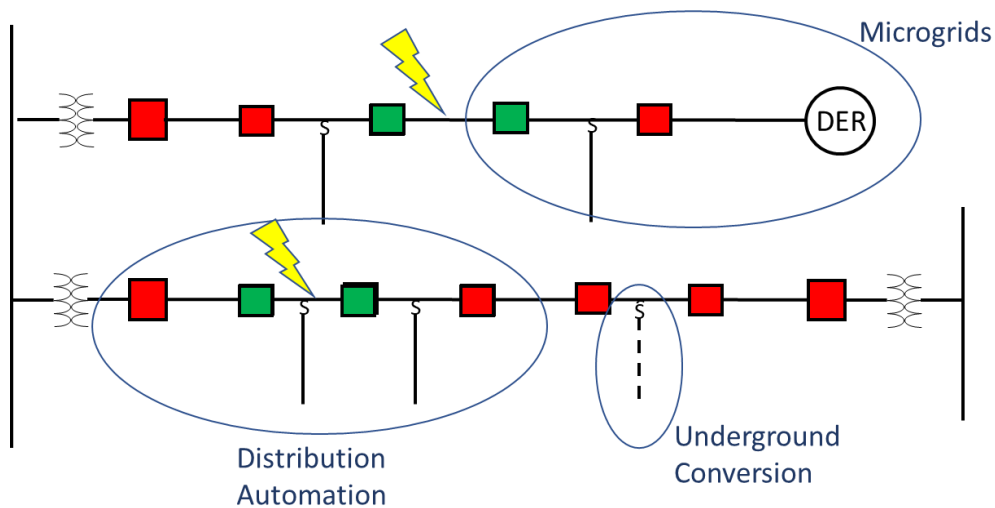 Microgrids
DER
S
S
S
S
S
Distribution
Automation
Underground
Conversion